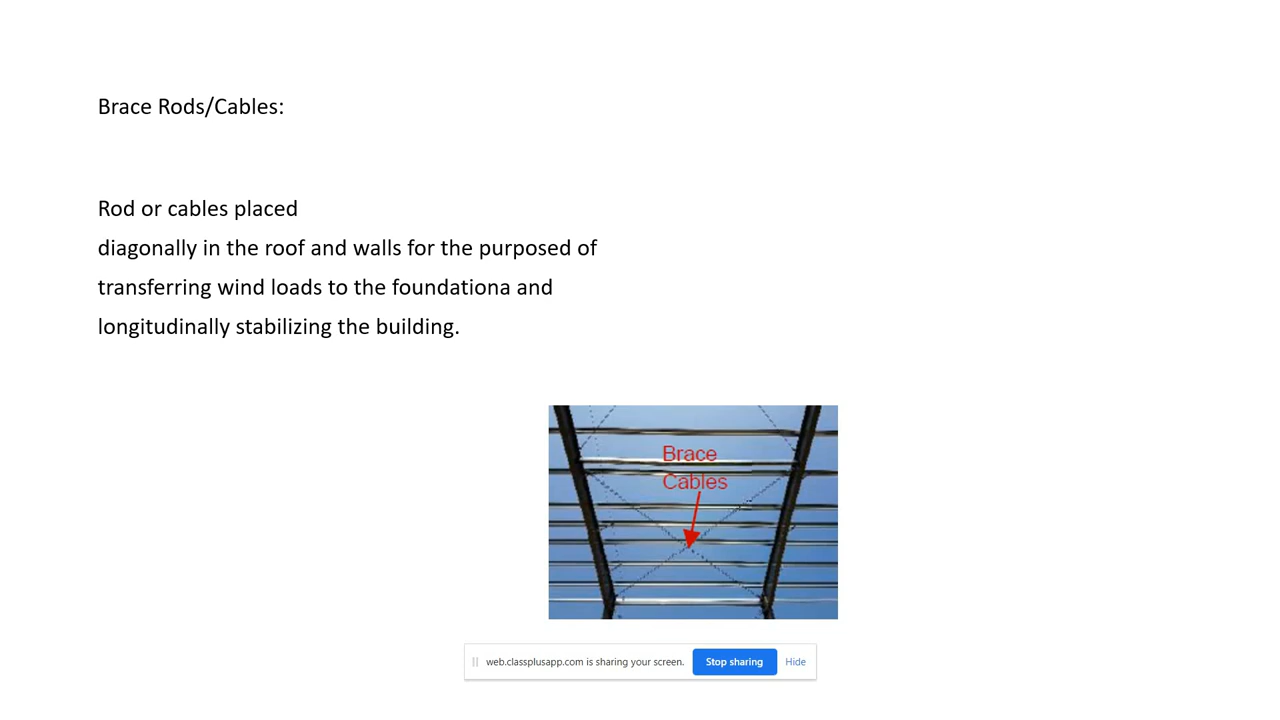 Brace Rods/Cables:
Rod or cables placed
diagonally in the roof and walls for the purposed of
transferring wind loads to the foundationa and
longitudinally stabilizing the building.
Brace
Cables
web.classplusapp.com is sharing your screen.
Stop sharing
Hide